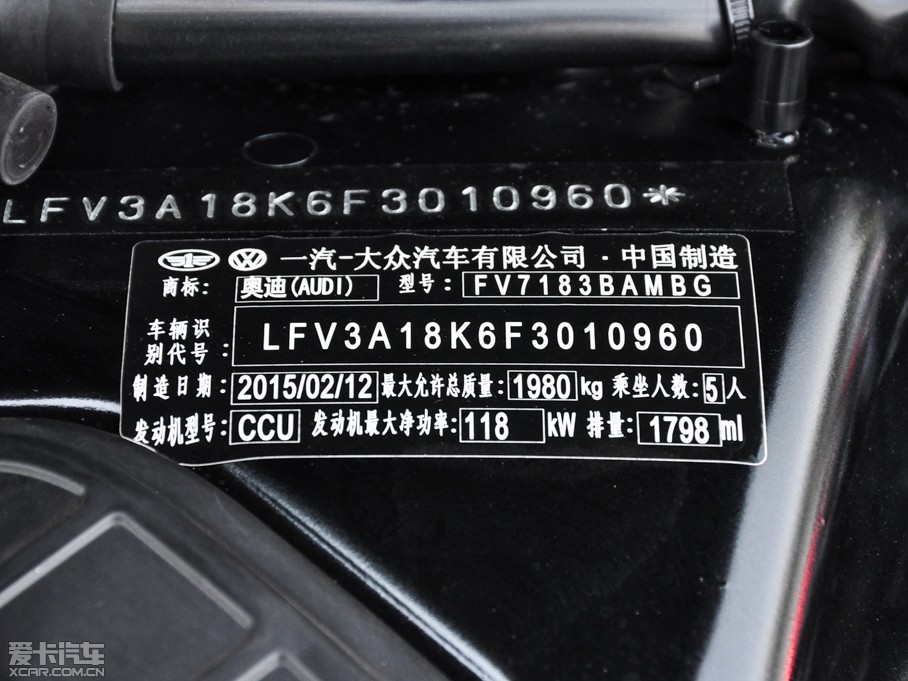 LFV3A18K6F3010960*
一汽-大众汽车有限公司·中国制造
商标: 奥迪(AUDI) 型号: FV7183BAMBG
车辆识别代号: LFV3A18K6F3010960
制造日期: 2015/02/12 最大允许总质量: 1980 kg 乘坐人数: 5 人
发动机型号: CCU 发动机最大净功率: 118 kW 排量: 1798 ml
爱卡汽车
XCAR.COM.CN